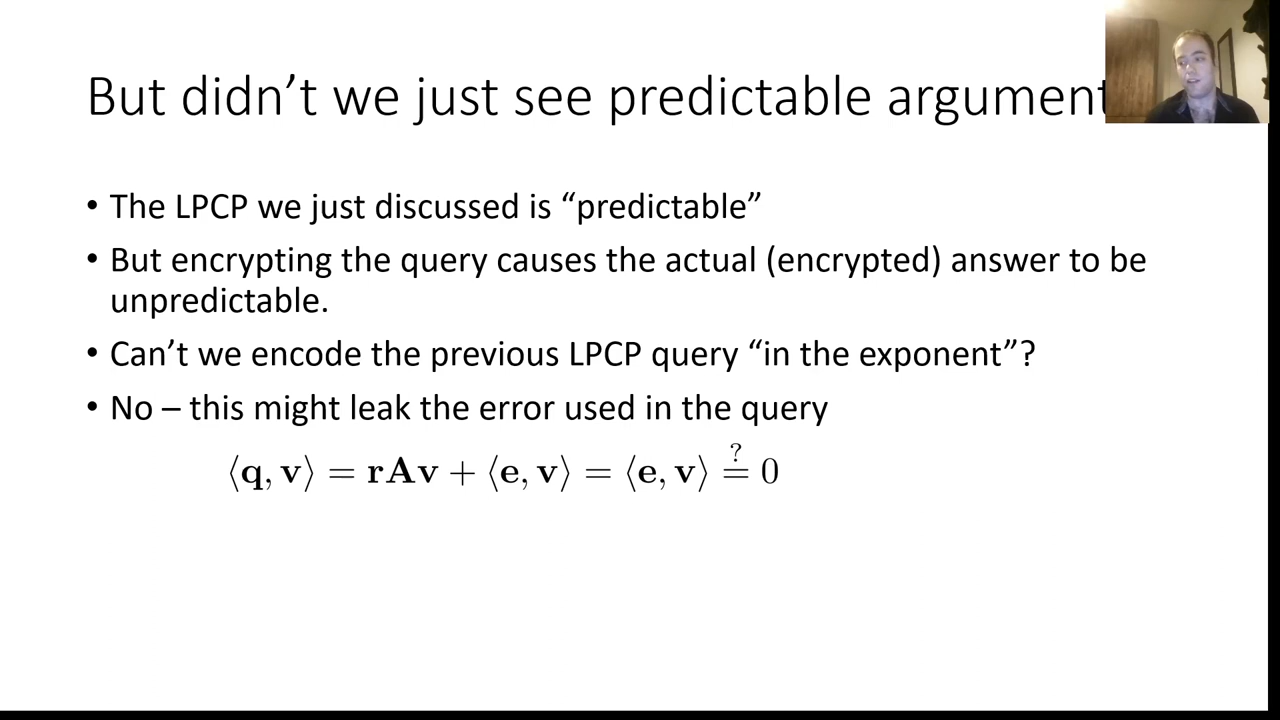 But didn’t we just see predictable argument
• The LPCP we just discussed is “predictable”
• But encrypting the query causes the actual (encrypted) answer to be
unpredictable.
• Can’t we encode the previous LPCP query “in the exponent”?
• No – this might leak the error used in the query
⟨q, v⟩ = rAv + ⟨e, v⟩ = ⟨e, v⟩ ≟ 0